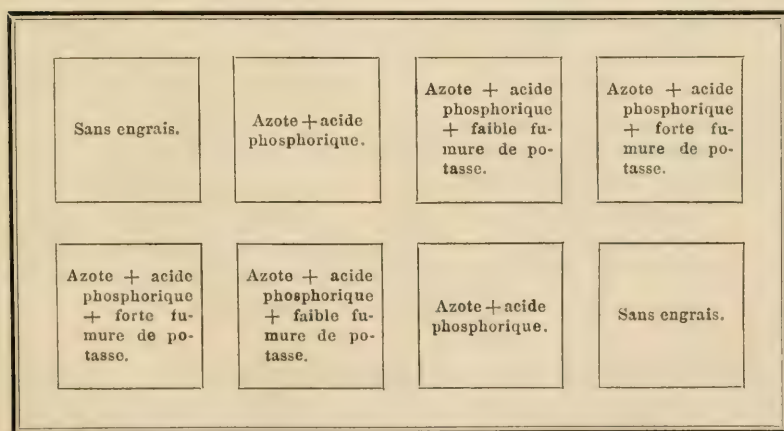 Sans engrais.
Azote + acide
phosphorique.
Azote + acide
phosphorique
+ faible fu-
mure de po-
tasse.
Azote + acide
phosphorique
+ forte fu-
mure de po-
tasse.
Azote + acide
phosphorique
+ forte fu-
mure de po-
tasse.
Azote + acide
phosphorique
+ faible fu-
mure de po-
tasse.
Azote + acide
phosphorique.
Sans engrais.